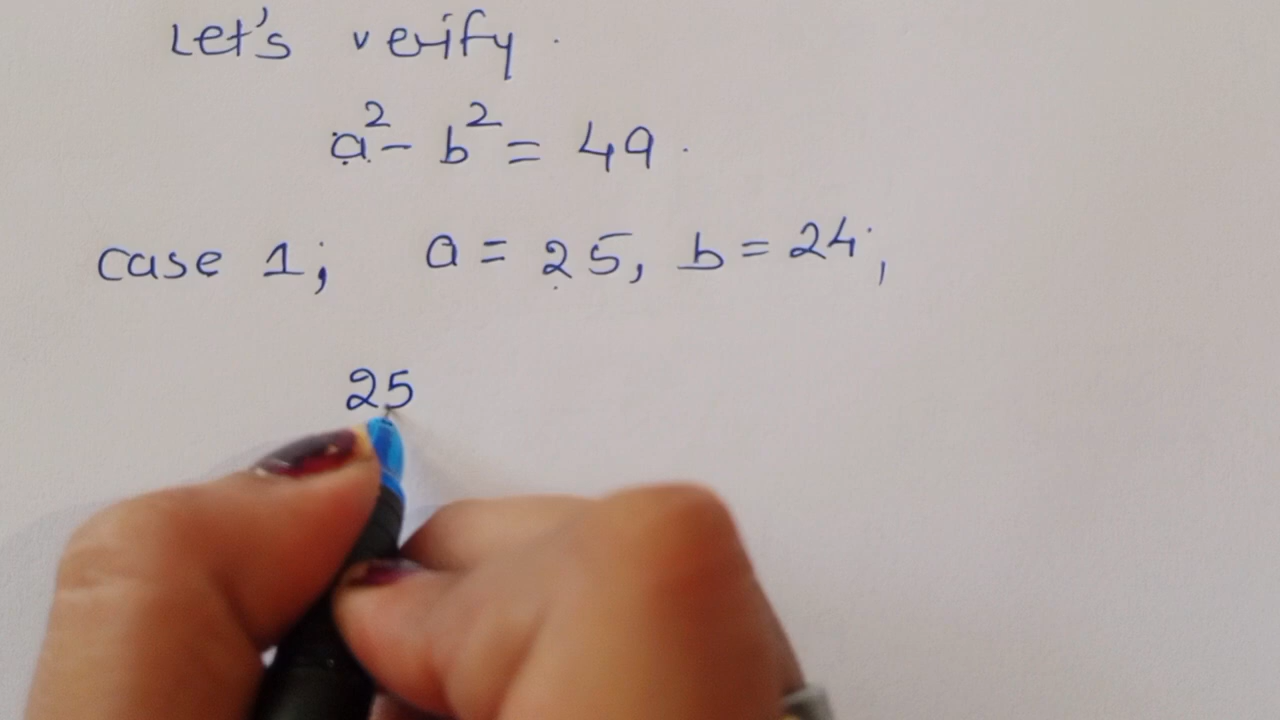 Let's verify.
a² - b² = 49.
case 1; a = 25, b = 24;
25